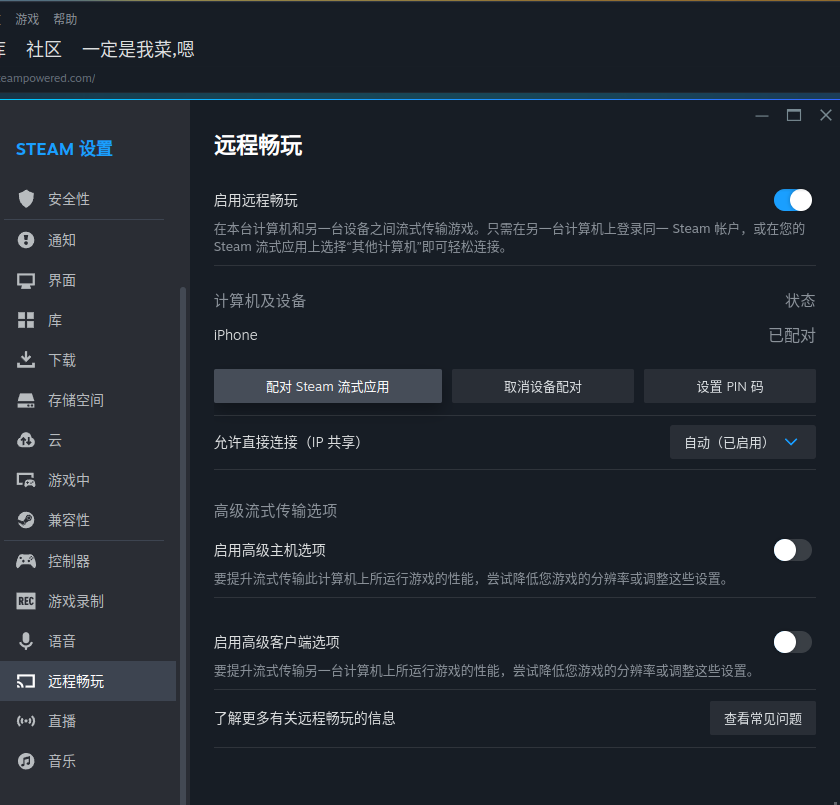 游戏 帮助
社区 一定是我菜,嗯
eampowered.com/
STEAM 设置
安全性
通知
界面
库
下载
存储空间
云
游戏中
兼容性
控制器
REC 游戏录制
语音
远程畅玩
直播
音乐
远程畅玩
启用远程畅玩
在本台计算机和另一台设备之间流式传输游戏。只需在另一台计算机上登录同一 Steam 帐户，或在您的
Steam 流式应用上选择“其他计算机”即可轻松连接。
计算机及设备 状态
iPhone 已配对
配对 Steam 流式应用 取消设备配对 设置 PIN 码
允许直接连接（IP 共享） 自动（已启用）
高级流式传输选项
启用高级主机选项
要提升流式传输此计算机上所运行游戏的性能，尝试降低您游戏的分辨率或调整这些设置。
启用高级客户端选项
要提升流式传输另一台计算机上所运行游戏的性能，尝试降低您游戏的分辨率或调整这些设置。
了解更多有关远程畅玩的信息 查看常见问题